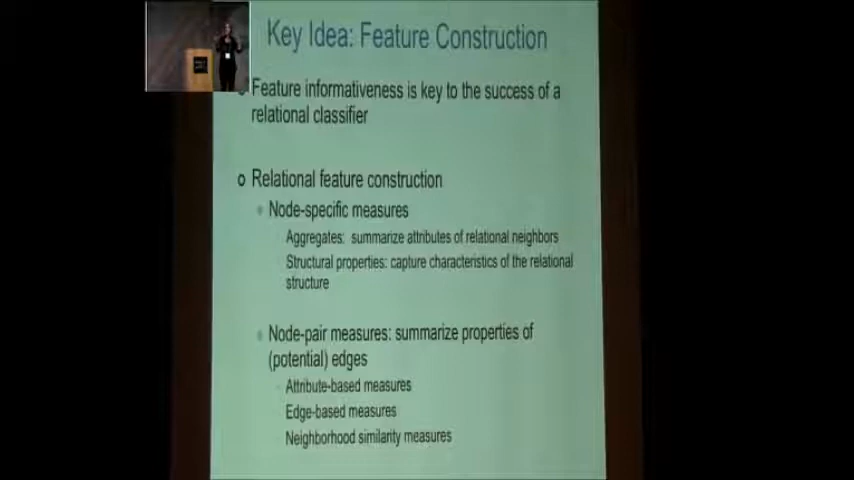 Key Idea: Feature Construction
Feature informativeness is key to the success of a
relational classifier
o Relational feature construction
Node-specific measures
Aggregates: summarize attributes of relational neighbors
Structural properties: capture characteristics of the relational
structure
Node-pair measures: summarize properties of
(potential) edges
Attribute-based measures
Edge-based measures
Neighborhood similarity measures